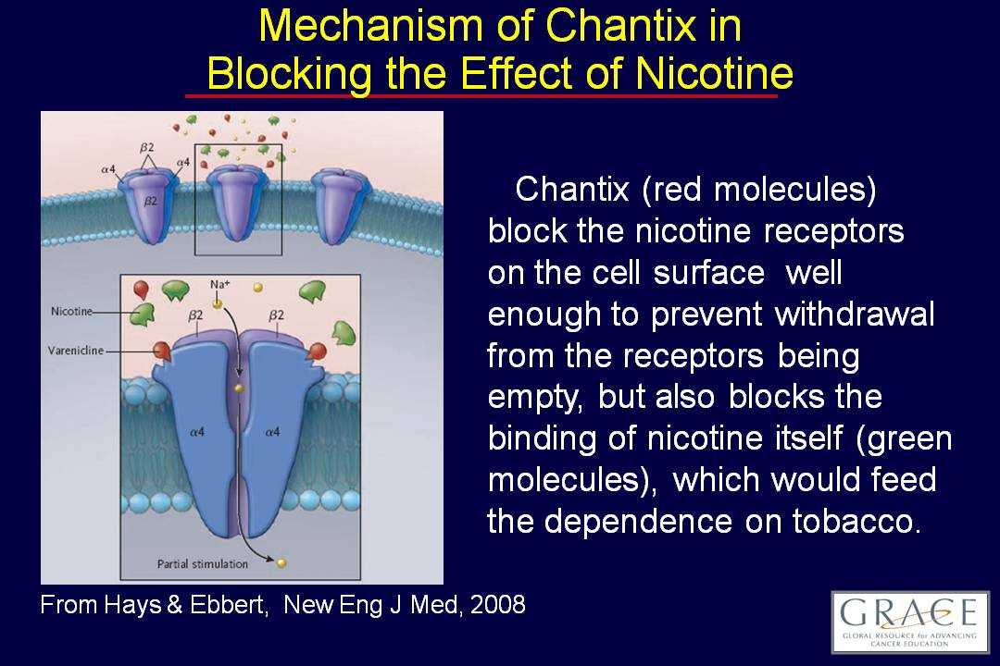 Mechanism of Chantix in
Blocking the Effect of Nicotine
β2
α4
α4
β2
Nicotine
Na+
β2
β2
Varenicline
α4
α4
Partial stimulation
Chantix (red molecules)
block the nicotine receptors
on the cell surface well
enough to prevent withdrawal
from the receptors being
empty, but also blocks the
binding of nicotine itself (green
molecules), which would feed
the dependence on tobacco.
From Hays & Ebbert, New Eng J Med, 2008
GRACE
GLOBAL RESOURCE for ADVANCING
CANCER EDUCATION